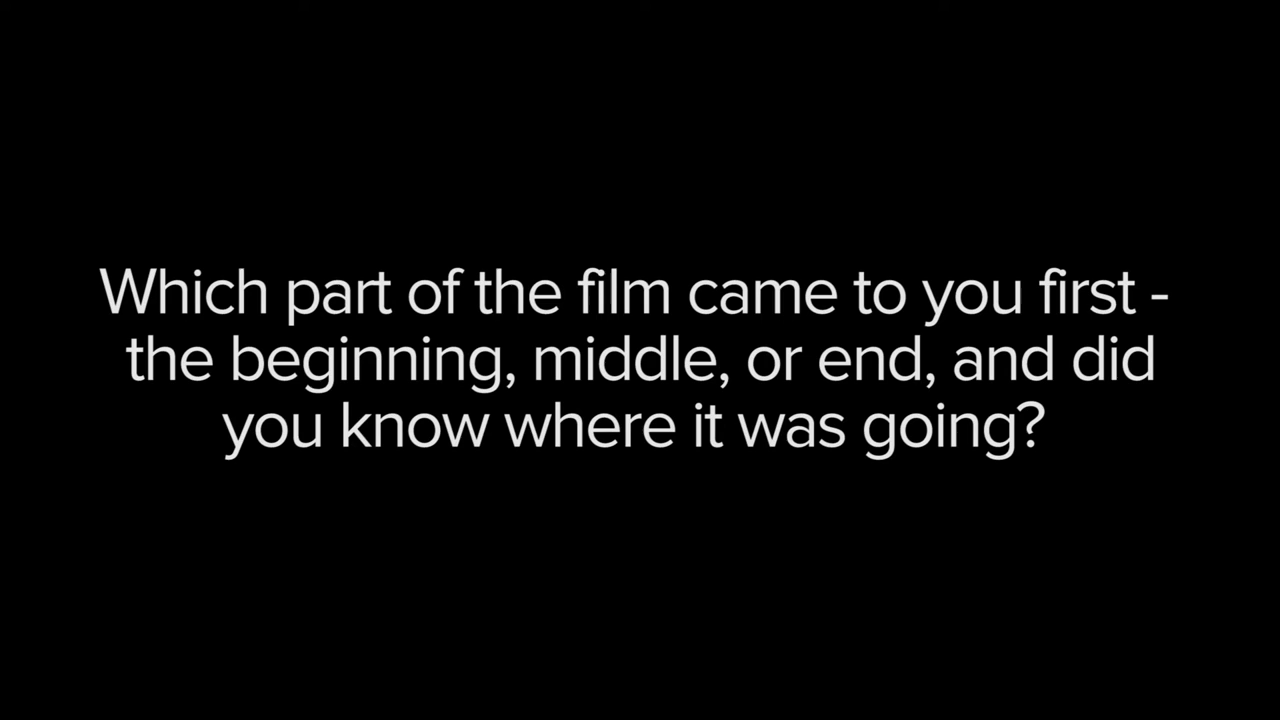 Which part of the film came to you first -
the beginning, middle, or end, and did
you know where it was going?